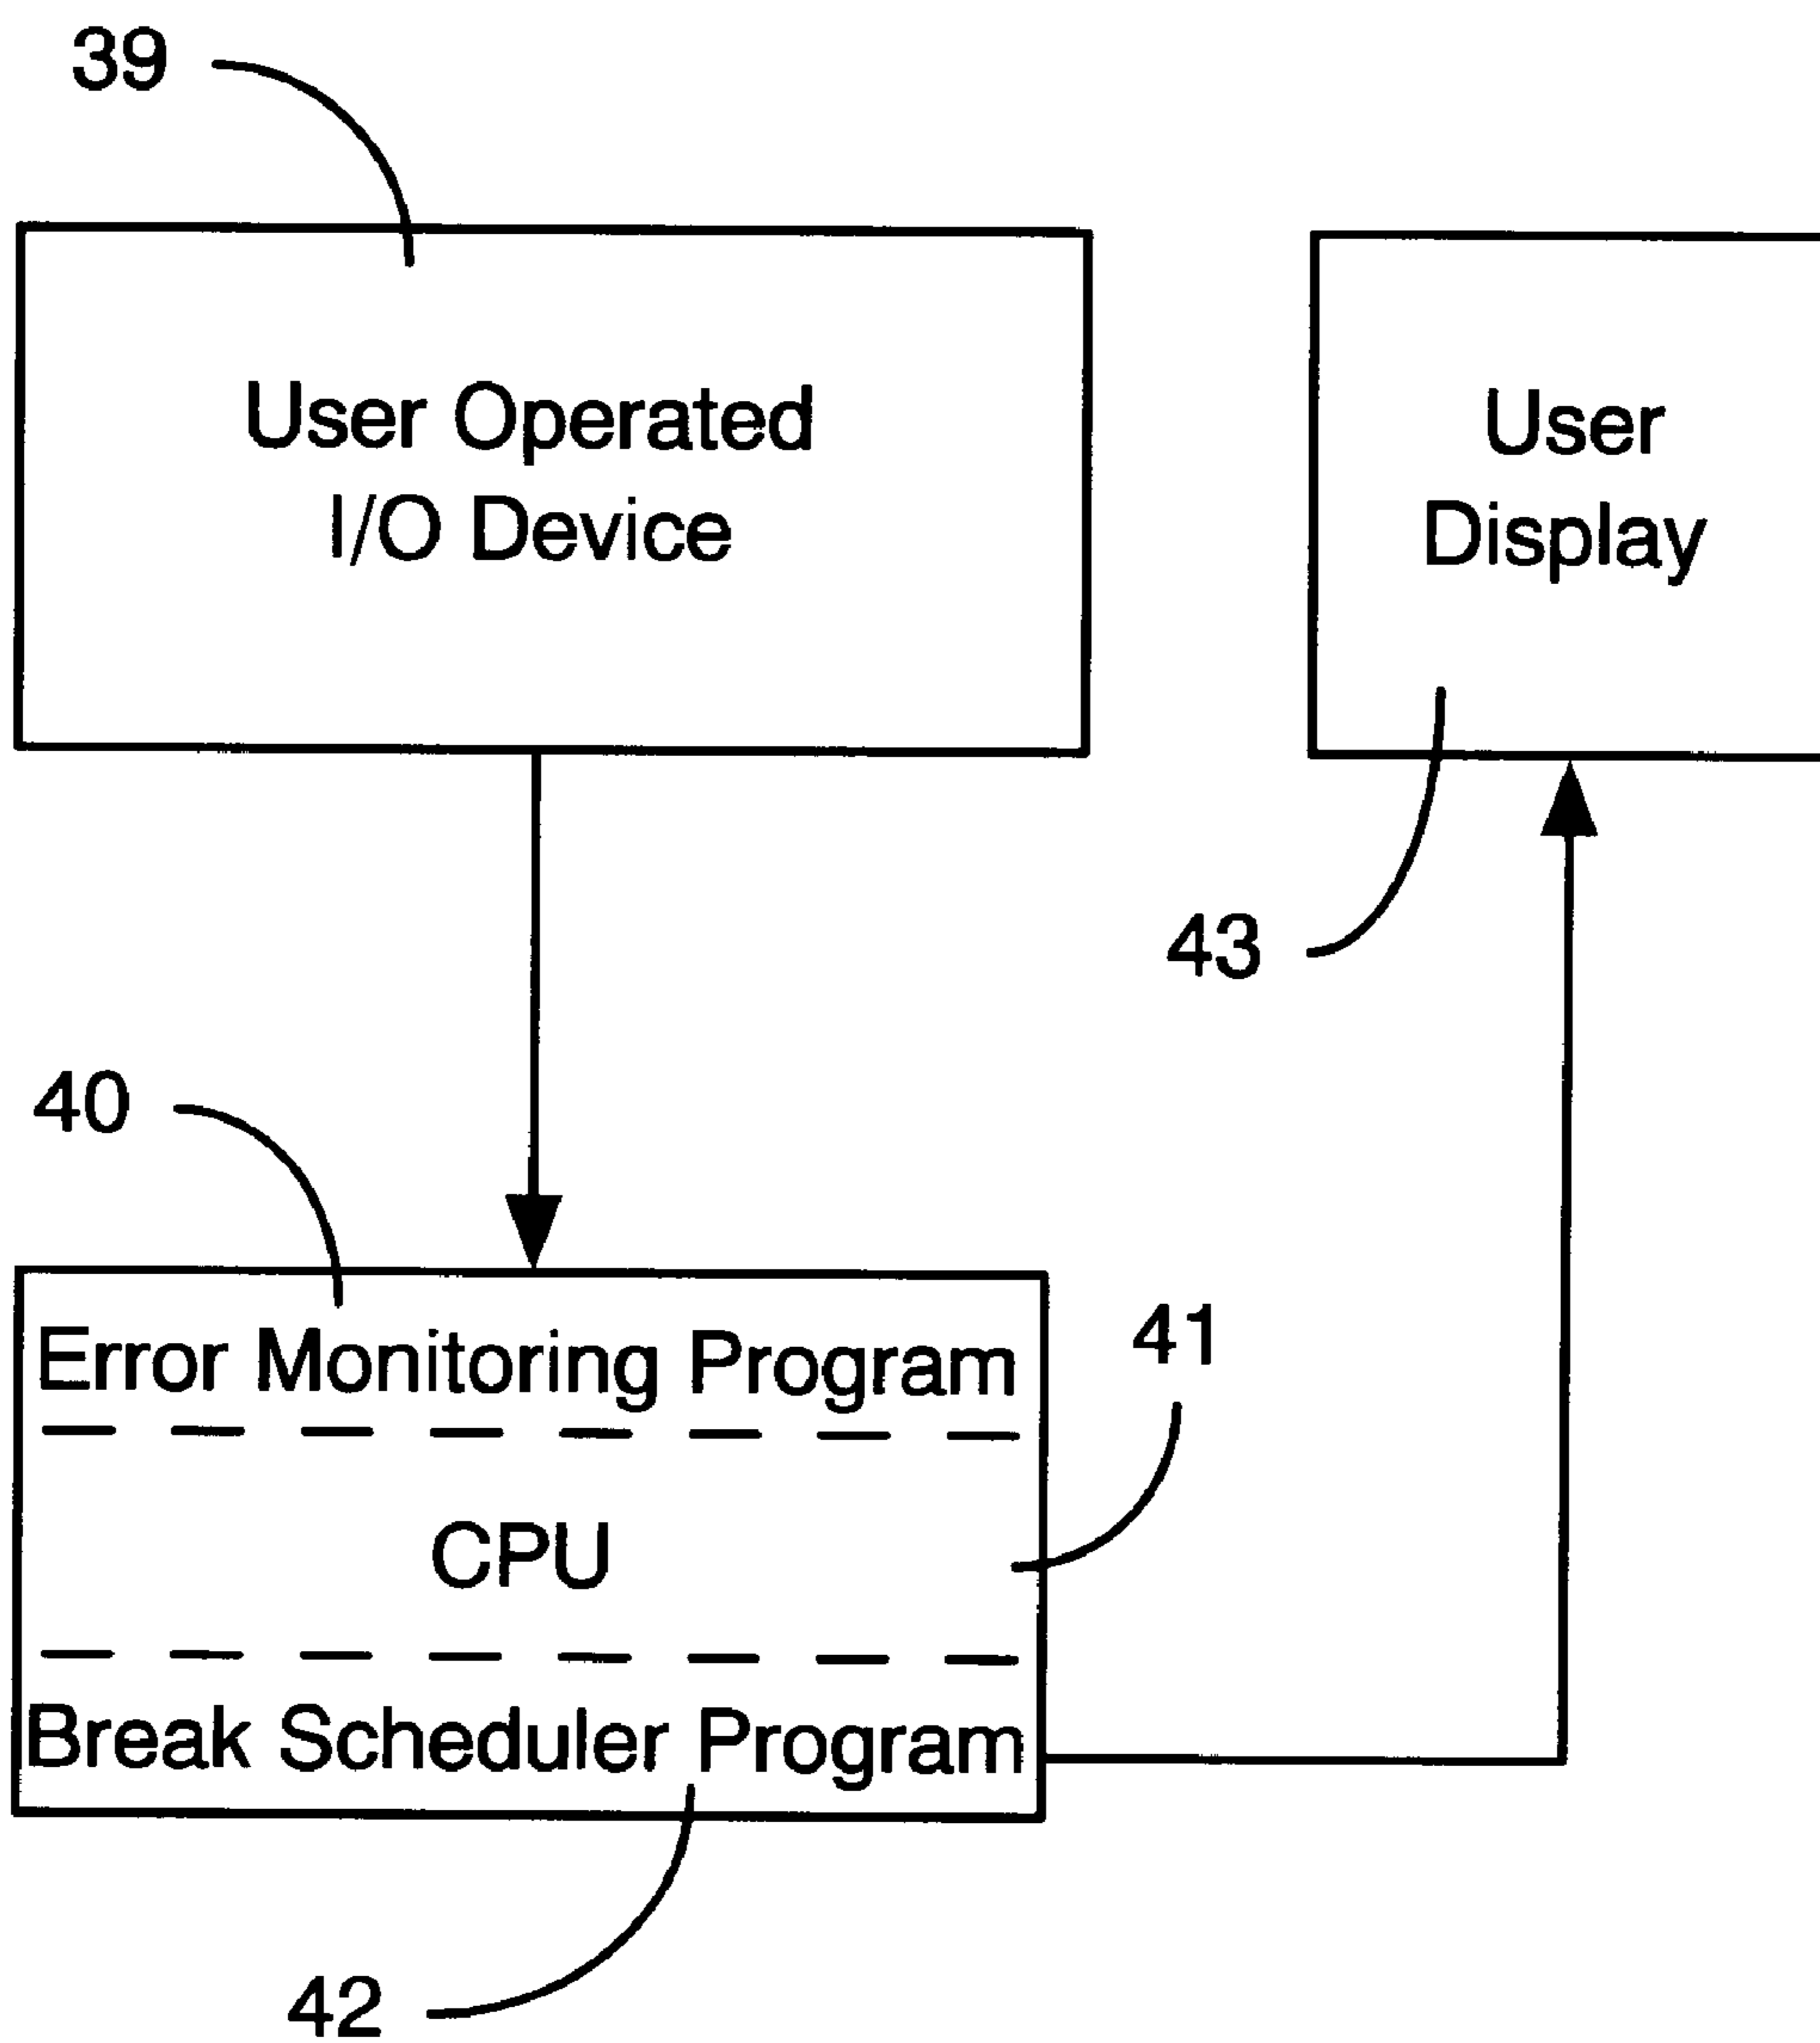 39
User Operated
I/O Device
User
Display
43
40
Error Monitoring Program
41
CPU
Break Scheduler Program
42